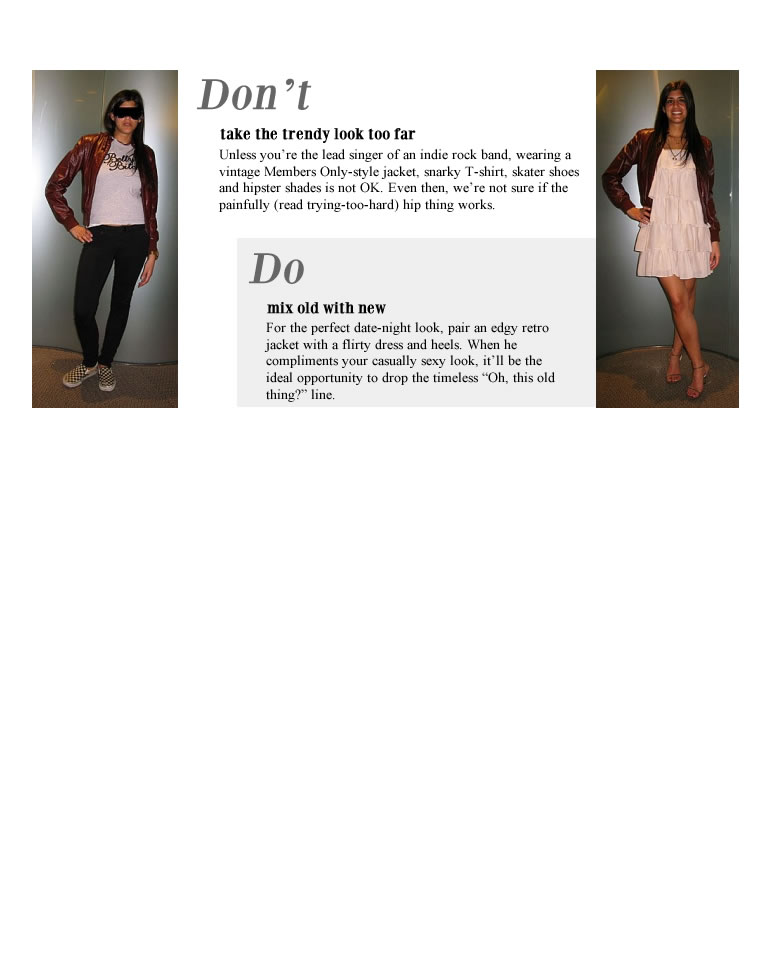 Don’t
take the trendy look too far
Unless you’re the lead singer of an indie rock band, wearing a
vintage Members Only-style jacket, snarky T-shirt, skater shoes
and hipster shades is not OK. Even then, we’re not sure if the
painfully (read trying-too-hard) hip thing works.
Do
mix old with new
For the perfect date-night look, pair an edgy retro
jacket with a flirty dress and heels. When he
compliments your casually sexy look, it’ll be the
ideal opportunity to drop the timeless “Oh, this old
thing?” line.